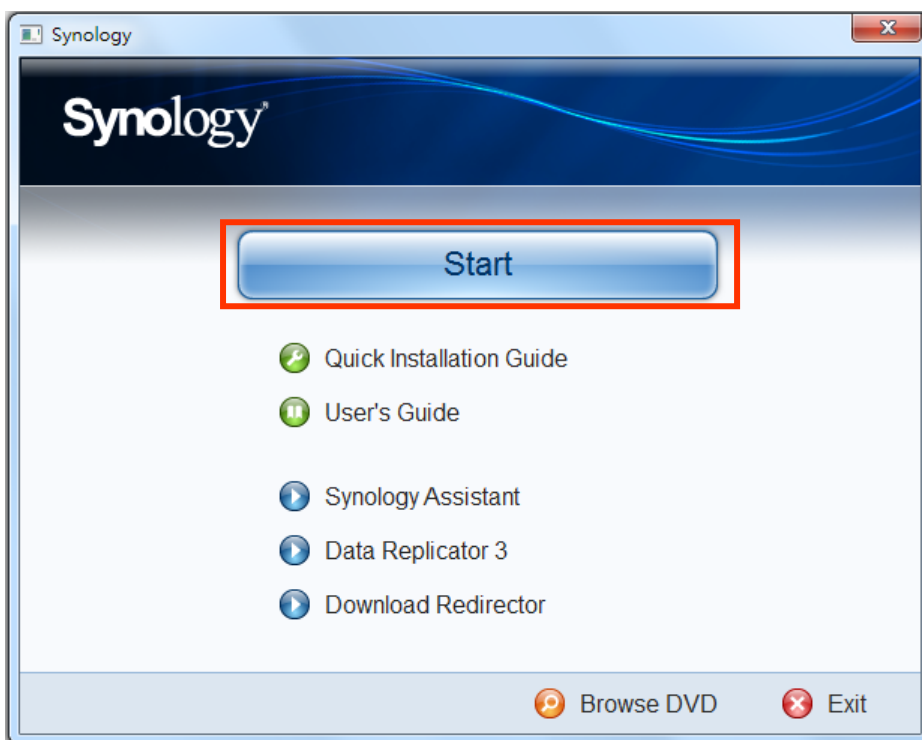 Synology
Synology
Start
Quick Installation Guide
User's Guide
Synology Assistant
Data Replicator 3
Download Redirector
Browse DVD Exit